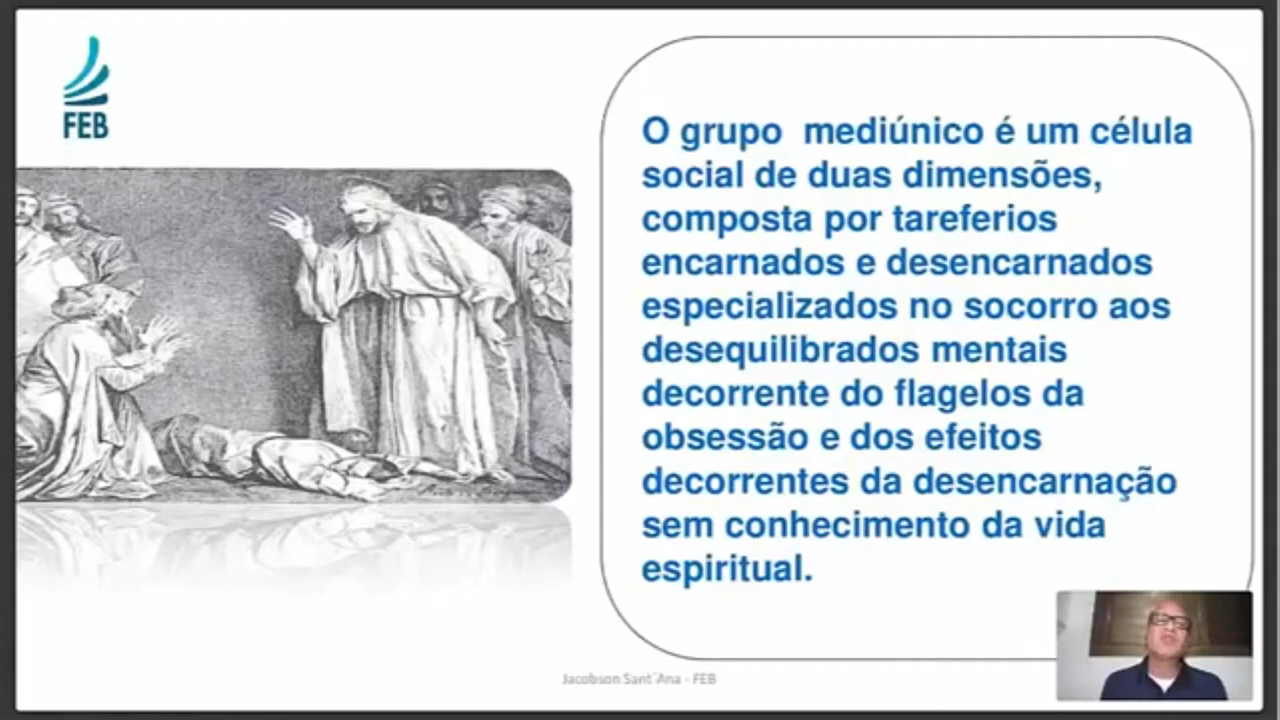 FEB
O grupo  mediúnico é um célula
social de duas dimensões,
composta por tareferios
encarnados e desencarnados
especializados no socorro aos
desequilibrados mentais
decorrente do flagelos da
obsessão e dos efeitos
decorrentes da desencarnação
sem conhecimento da vida
espiritual.
Jacobson Sant´Ana - FEB